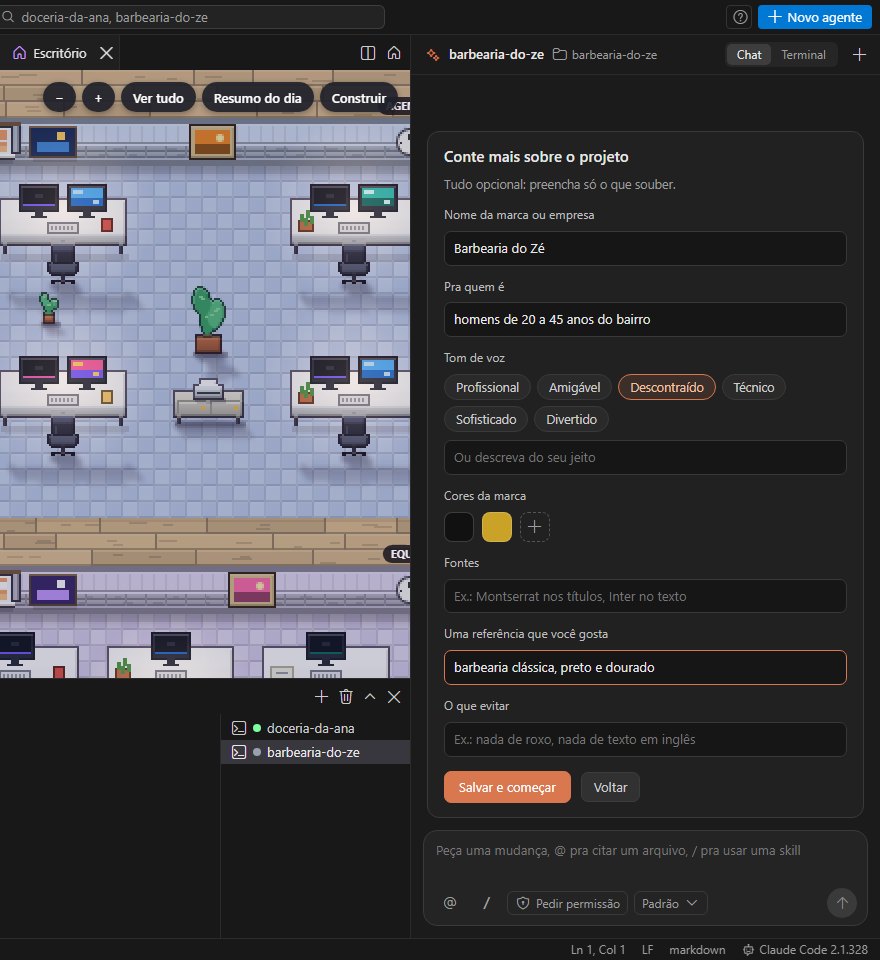 doceria-da-ana, barbearia-do-ze
Novo agente
Escritório
barbearia-do-ze
barbearia-do-ze
Chat
Terminal
−
+
Ver tudo
Resumo do dia
Construir
Conte mais sobre o projeto
Tudo opcional: preencha só o que souber.
Nome da marca ou empresa
Barbearia do Zé
Pra quem é
homens de 20 a 45 anos do bairro
Tom de voz
Profissional
Amigável
Descontraído
Técnico
Sofisticado
Divertido
Ou descreva do seu jeito
Cores da marca
Fontes
Ex.: Montserrat nos títulos, Inter no texto
Uma referência que você gosta
barbearia clássica, preto e dourado
O que evitar
Ex.: nada de roxo, nada de texto em inglês
Salvar e começar
Voltar
EQU
doceria-da-ana
barbearia-do-ze
Peça uma mudança, @ pra citar um arquivo, / pra usar uma skill
@
/
Pedir permissão
Padrão
Ln 1, Col 1
LF
markdown
Claude Code 2.1.328